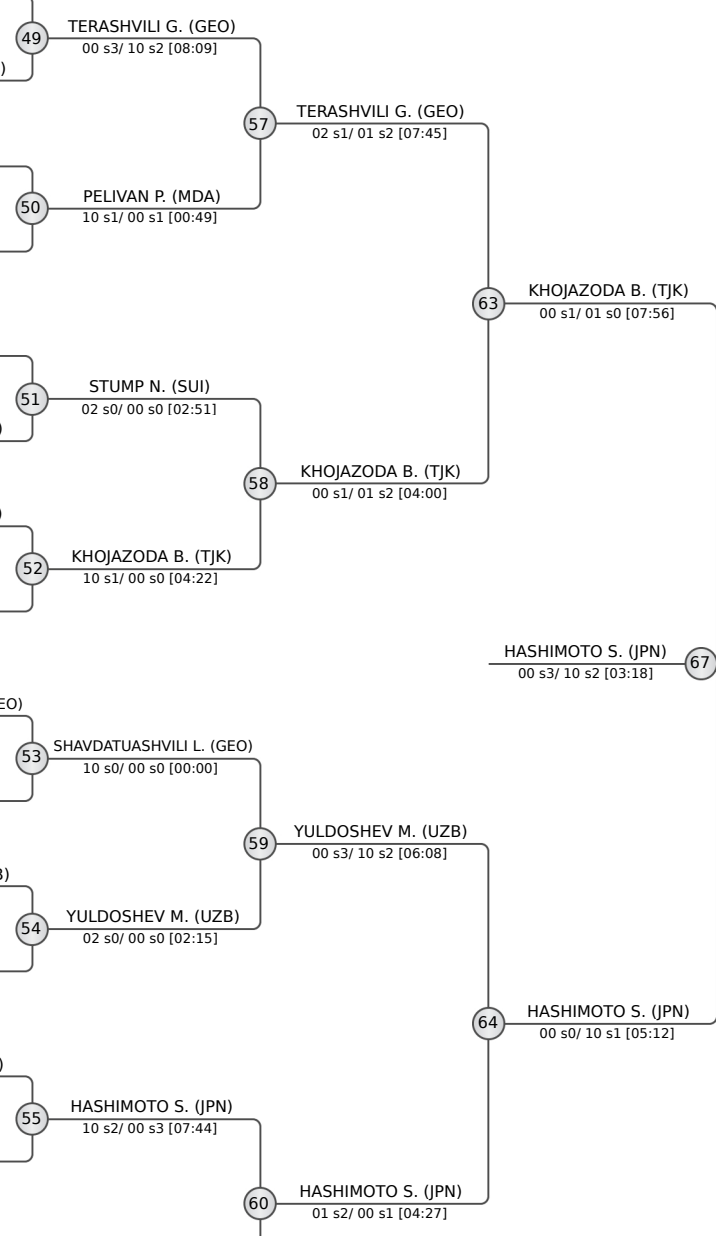 TERASHVILI G. (GEO)
49
00 s3/ 10 s2 [08:09]
)
TERASHVILI G. (GEO)
57
02 s1/ 01 s2 [07:45]
PELIVAN P. (MDA)
50
10 s1/ 00 s1 [00:49]
KHOJAZODA B. (TJK)
63
00 s1/ 01 s0 [07:56]
STUMP N. (SUI)
51
02 s0/ 00 s0 [02:51]
)
KHOJAZODA B. (TJK)
58
00 s1/ 01 s2 [04:00]
)
KHOJAZODA B. (TJK)
52
10 s1/ 00 s0 [04:22]
HASHIMOTO S. (JPN)
67
00 s3/ 10 s2 [03:18]
EO)
SHAVDATUASHVILI L. (GEO)
53
10 s0/ 00 s0 [00:00]
YULDOSHEV M. (UZB)
59
00 s3/ 10 s2 [06:08]
B)
YULDOSHEV M. (UZB)
54
02 s0/ 00 s0 [02:15]
HASHIMOTO S. (JPN)
64
00 s0/ 10 s1 [05:12]
)
HASHIMOTO S. (JPN)
55
10 s2/ 00 s3 [07:44]
HASHIMOTO S. (JPN)
60
01 s2/ 00 s1 [04:27]